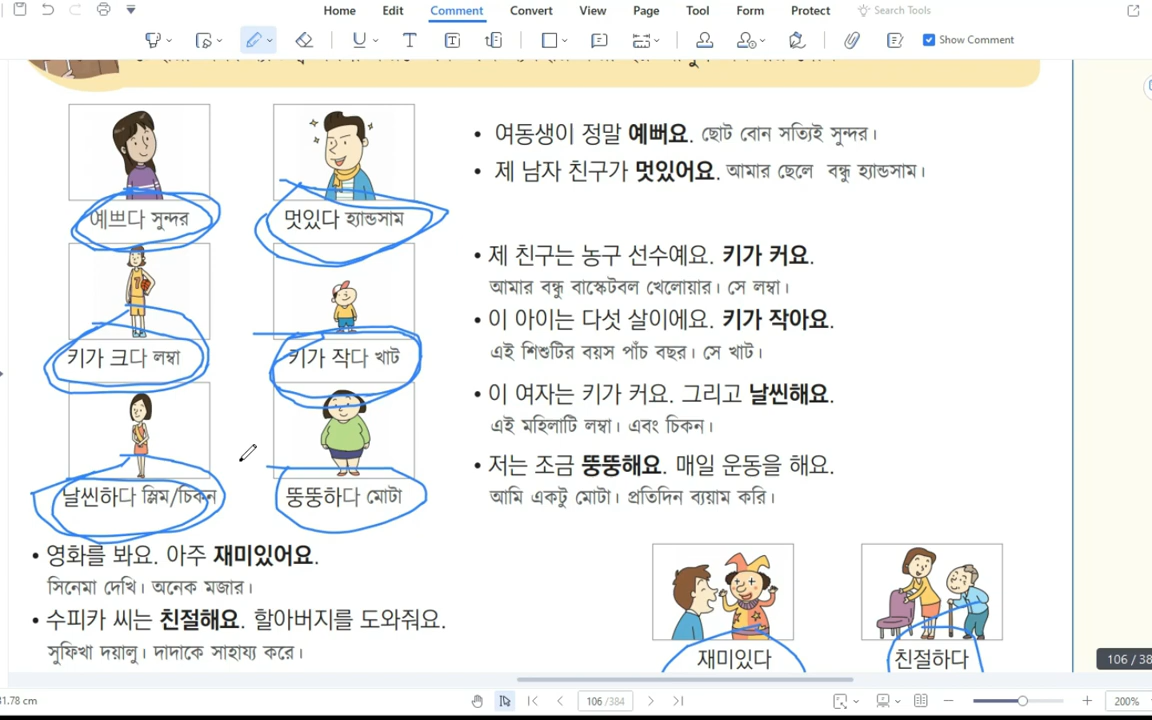 Home Edit Comment Convert View Page Tool Form Protect Search Tools
Show Comment
예쁘다 সুন্দর
멋있다 হ্যান্ডসাম
• 여동생이 정말 예뻐요. ছোট বোন সত্যিই সুন্দর।
• 제 남자 친구가 멋있어요. আমার ছেলে বন্ধু হ্যান্ডসাম।
키가 크다 লম্বা
키가 작다 খাট
• 제 친구는 농구 선수예요. 키가 커요.
আমার বন্ধু বাস্কেটবল খেলোয়ার। সে লম্বা।
• 이 아이는 다섯 살이에요. 키가 작아요.
এই শিশুটির বয়স পাঁচ বছর। সে খাট।
날씬하다 স্লিম/চিকন
뚱뚱하다 মোটা
• 이 여자는 키가 커요. 그리고 날씬해요.
এই মহিলাটি লম্বা। এবং চিকন।
• 저는 조금 뚱뚱해요. 매일 운동을 해요.
আমি একটু মোটা। প্রতিদিন ব্যয়াম করি।
• 영화를 봐요. 아주 재미있어요.
সিনেমা দেখি। অনেক মজার।
• 수피카 씨는 친절해요. 할아버지를 도와줘요.
সুফিখা দয়ালু। দাদাকে সাহায্য করে।
재미있다
친절하다
106 / 38
31.78 cm
106 /384
200%